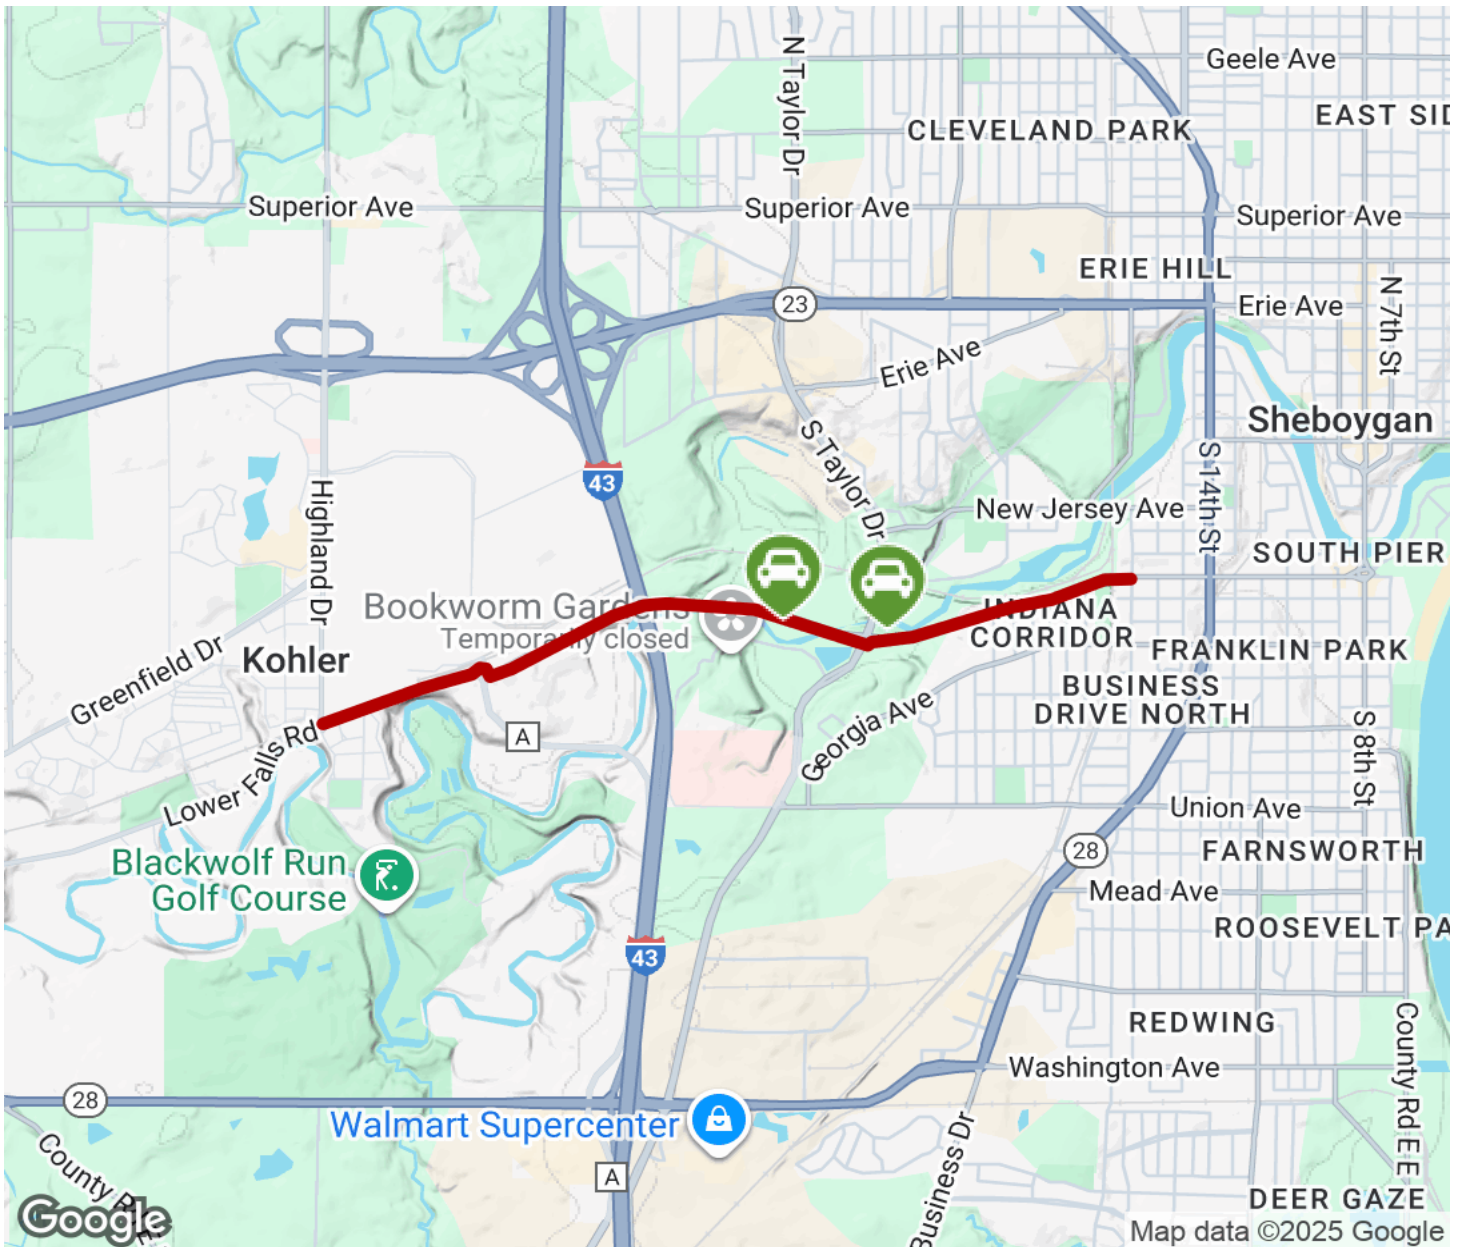 Geele Ave
N Taylor Dr
EAST SID
CLEVELAND PARK
Superior Ave
Superior Ave
Superior Ave
ERIE HILL
N 7th St
23
Erie Ave
Erie Ave
Sheboygan
S Taylor Dr
S 14th St
43
Highland Dr
New Jersey Ave
SOUTH PIER
Bookworm Gardens
Temporarily closed
INDIANA
CORRIDOR
Greenfield Dr
Kohler
FRANKLIN PARK
BUSINESS
DRIVE NORTH
Lower Falls Rd
A
Georgia Ave
S 8th St
Union Ave
28
FARNSWORTH
Blackwolf Run
Golf Course
Mead Ave
ROOSEVELT PA
43
REDWING
County Rd EE
Washington Ave
28
Walmart Supercenter
County R
A
Business Dr
DEER GAZE
Google
Map data ©2025 Google